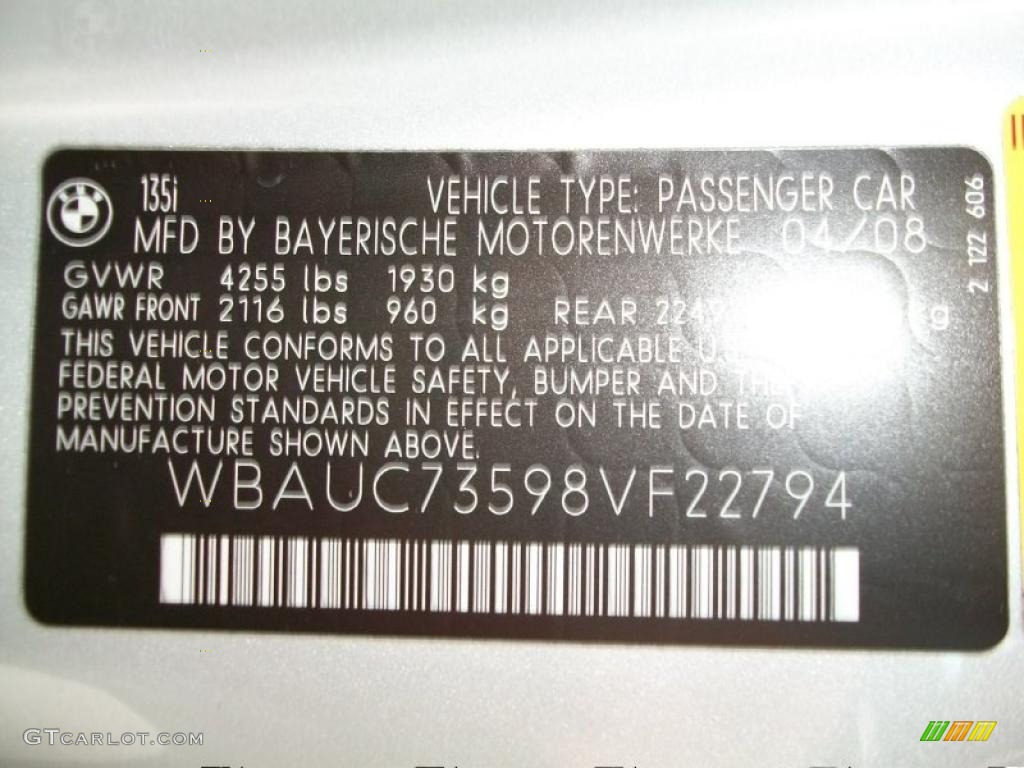 135i VEHICLE TYPE: PASSENGER CAR
MFD BY BAYERISCHE MOTORENWERKE 04/08
GVWR 4255 lbs 1930 kg
GAWR FRONT 2116 lbs 960 kg REAR kg
THIS VEHICLE CONFORMS TO ALL APPLICABLE
FEDERAL MOTOR VEHICLE SAFETY, BUMPER AND
PREVENTION STANDARDS IN EFFECT ON THE DATE OF
MANUFACTURE SHOWN ABOVE.
WBAUC73598VF22794
2 122 606
GTCARLOT.COM